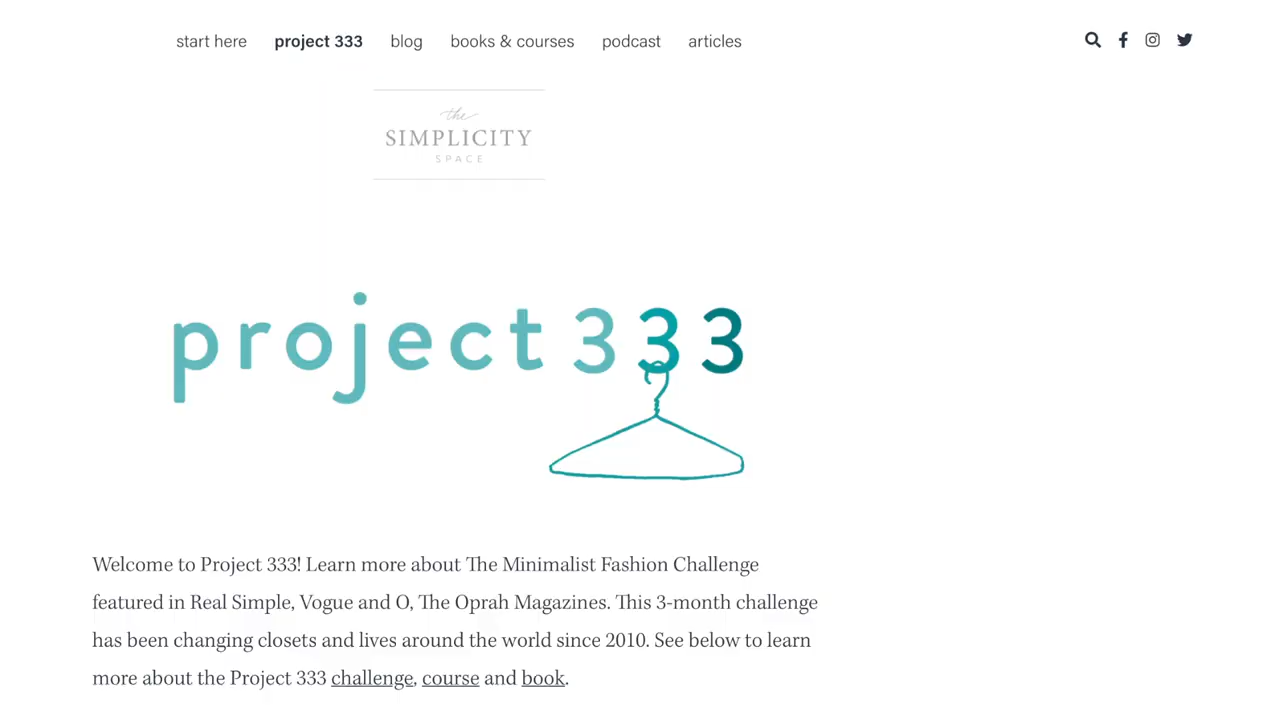 start here project 333 blog books & courses podcast articles
the
SIMPLICITY
SPACE
project 333
Welcome to Project 333! Learn more about The Minimalist Fashion Challenge
featured in Real Simple, Vogue and O, The Oprah Magazines. This 3-month challenge
has been changing closets and lives around the world since 2010. See below to learn
more about the Project 333 challenge, course and book.